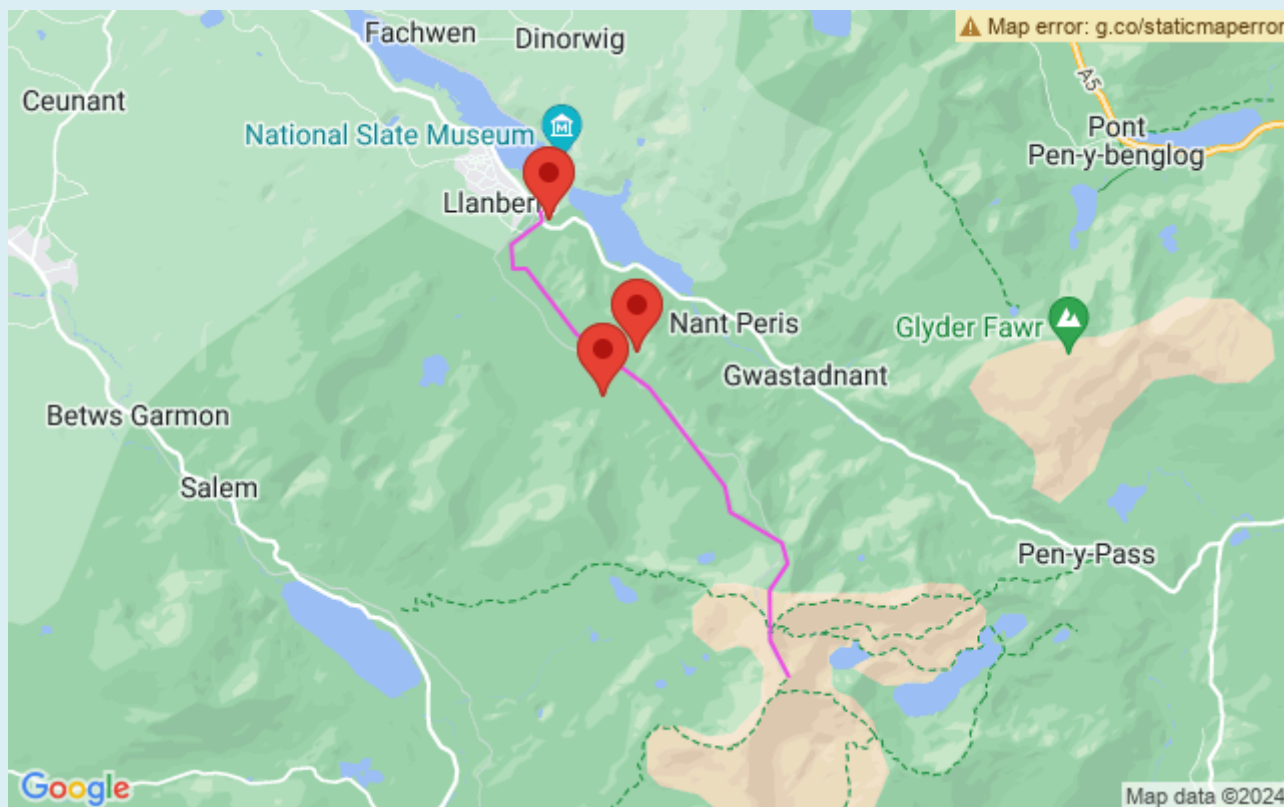 Fachwen
Dinorwig
⚠ Map error: g.co/staticmaperror
A5
Ceunant
National Slate Museum
Pont
Pen-y-benglog
Nant Peris
Glyder Fawr
Gwastadnant
Betws Garmon
Salem
Pen-y-Pass
Google
Map data ©2024